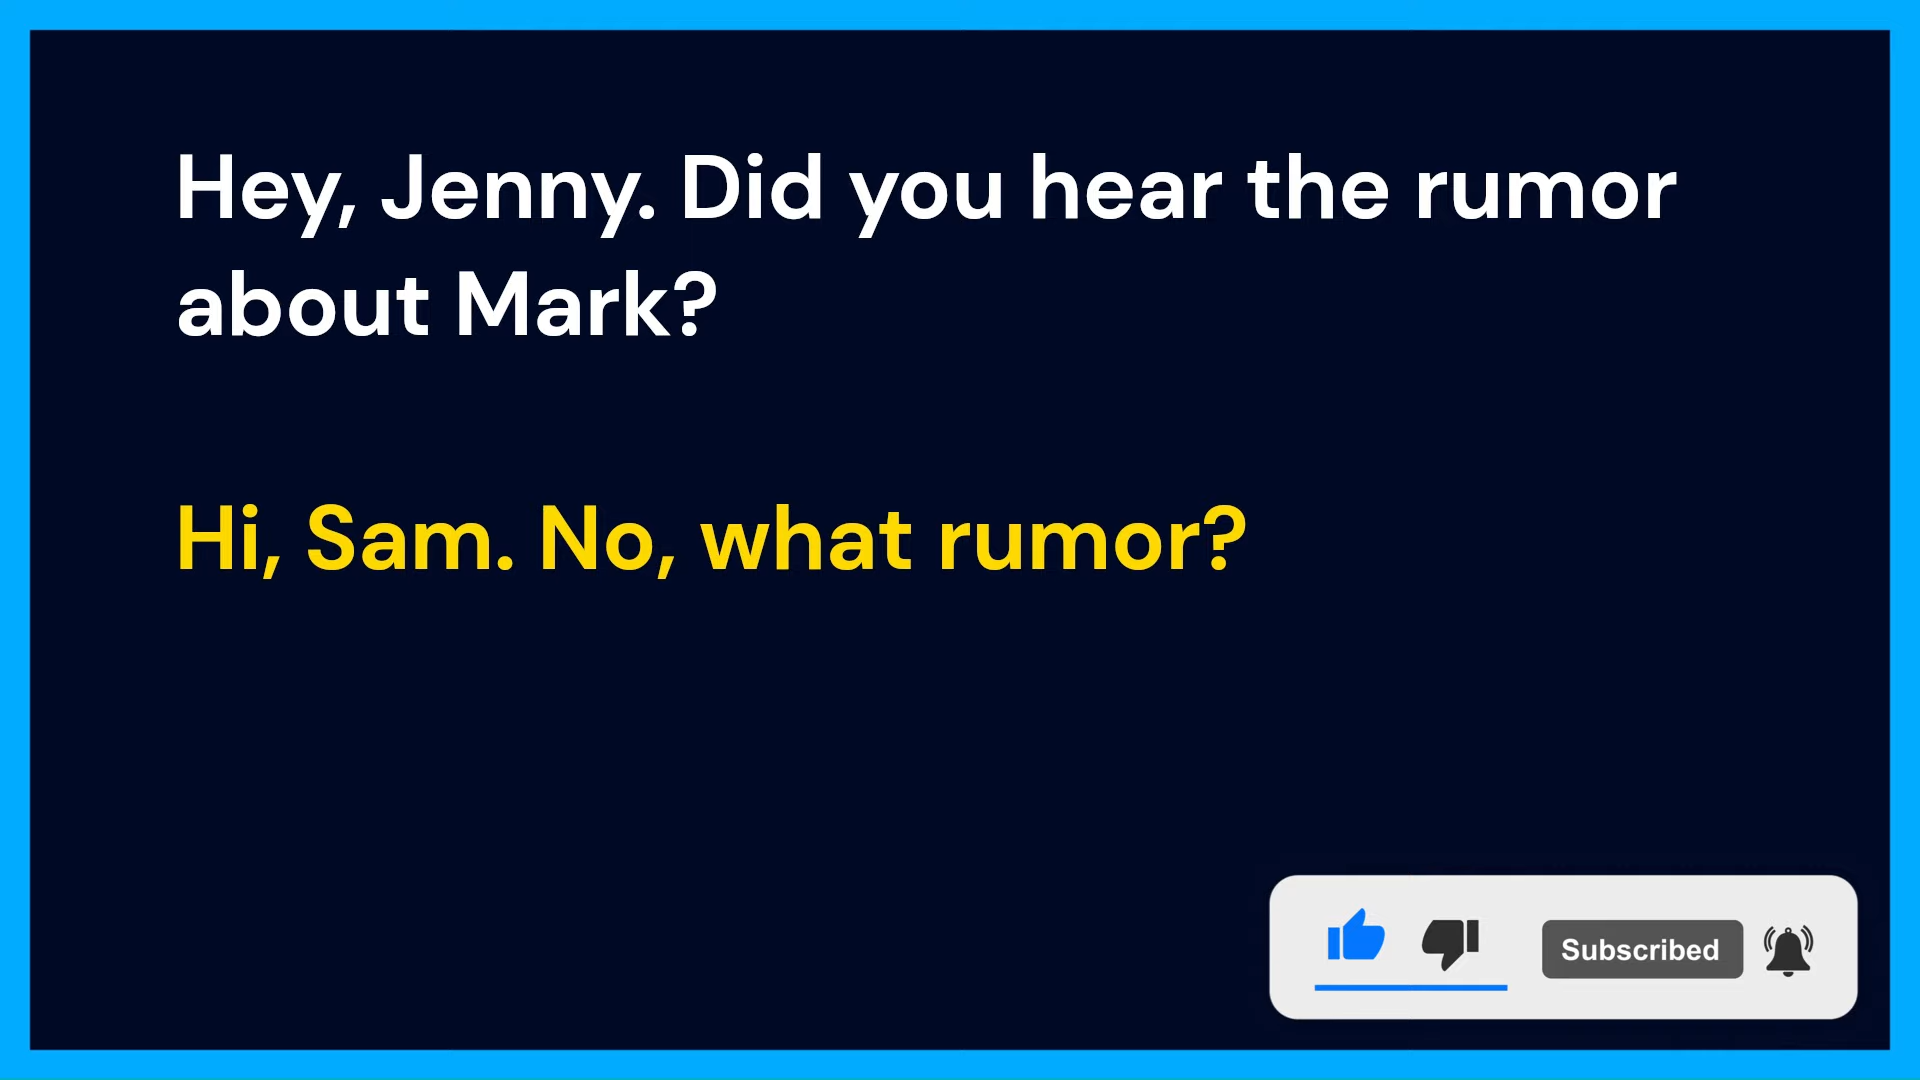 Hey, Jenny. Did you hear the rumor
about Mark?
Hi, Sam. No, what rumor?
Subscribed